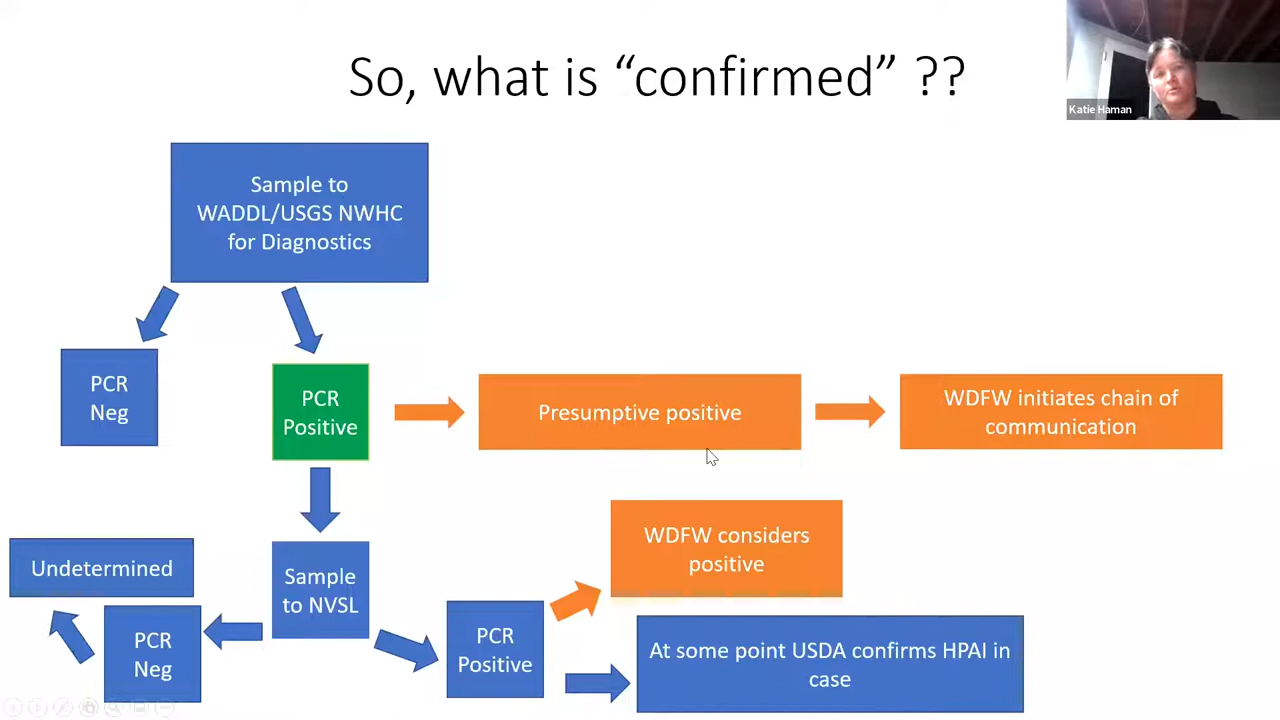 So, what is “confirmed” ??
Katie Haman
Sample to
WADDL/USGS NWHC
for Diagnostics
PCR
Neg
PCR
Positive
Presumptive positive
WDFW initiates chain of
communication
WDFW considers
positive
Undetermined
Sample
to NVSL
PCR
Neg
PCR
Positive
At some point USDA confirms HPAI in
case